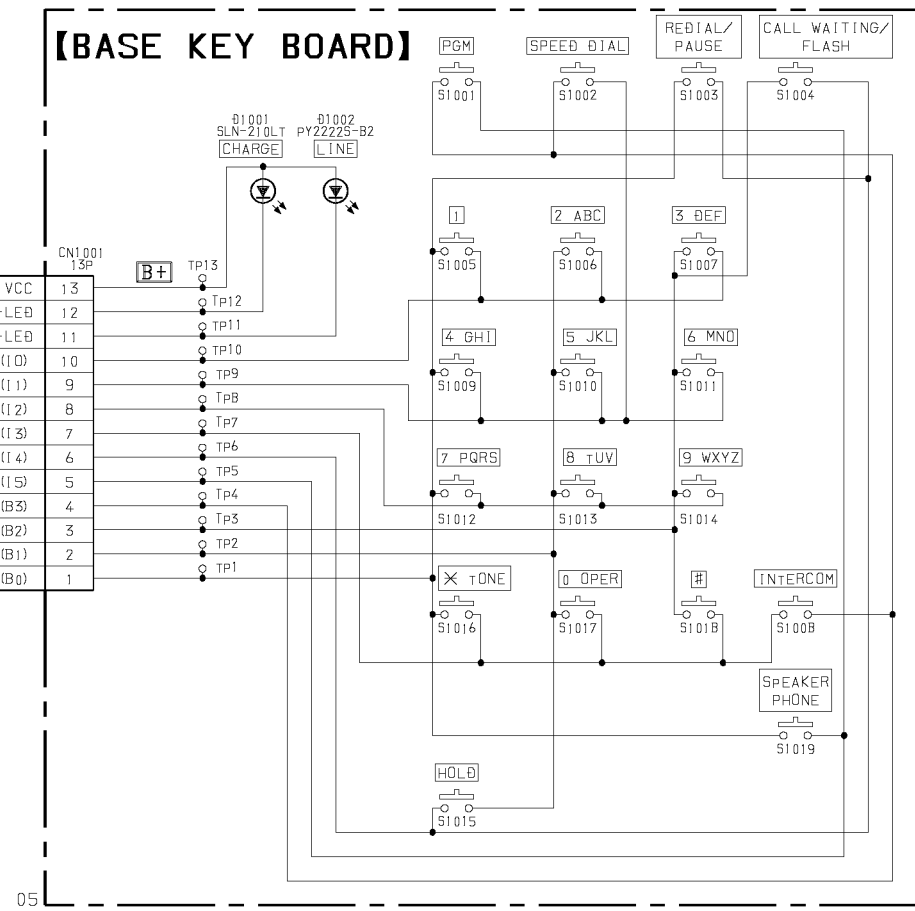 【BASE KEY BOARD】
PGM
SPEED DIAL
REDIAL/
PAUSE
CALL WAITING/
FLASH
S1001
S1002
S1003
S1004
D1001
SLN-210LT
CHARGE
D1002
PY2222S-B2
LINE
1
2 ABC
3 DEF
S1005
S1006
S1007
CN1001
13P
B+
TP13
VCC 13
TP12
-LED 12
TP11
-LED 11
TP10
(I0) 10
TP9
(I1) 9
TP8
(I2) 8
TP7
(I3) 7
TP6
(I4) 6
TP5
(I5) 5
TP4
(B3) 4
TP3
(B2) 3
TP2
(B1) 2
TP1
(B0) 1
4 GHI
5 JKL
6 MNO
S1009
S1010
S1011
7 PQRS
8 TUV
9 WXYZ
S1012
S1013
S1014
* TONE
0 OPER
#
INTERCOM
S1016
S1017
S1018
S1008
SPEAKER
PHONE
S1019
HOLD
S1015
05